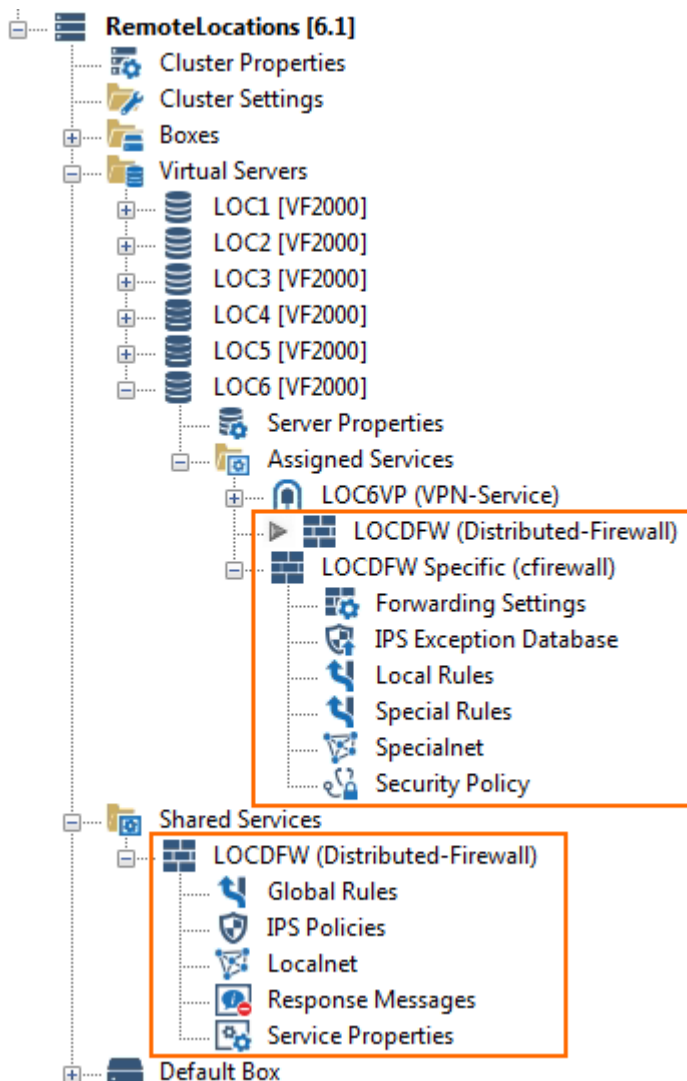 RemoteLocations [6.1]
Cluster Properties
Cluster Settings
Boxes
Virtual Servers
LOC1 [VF2000]
LOC2 [VF2000]
LOC3 [VF2000]
LOC4 [VF2000]
LOC5 [VF2000]
LOC6 [VF2000]
Server Properties
Assigned Services
LOC6VP (VPN-Service)
LOCDFW (Distributed-Firewall)
LOCDFW Specific (cfirewall)
Forwarding Settings
IPS Exception Database
Local Rules
Special Rules
Specialnet
Security Policy
Shared Services
LOCDFW (Distributed-Firewall)
Global Rules
IPS Policies
Localnet
Response Messages
Service Properties
Default Box